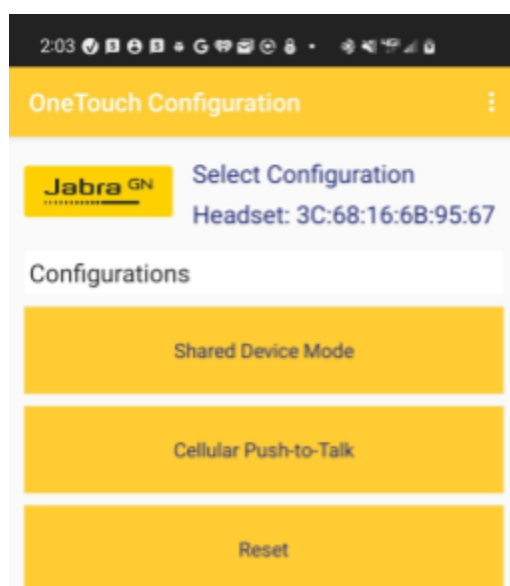 2:03
OneTouch Configuration
Jabra GN
Select Configuration
Headset: 3C:68:16:6B:95:67
Configurations
Shared Device Mode
Cellular Push-to-Talk
Reset